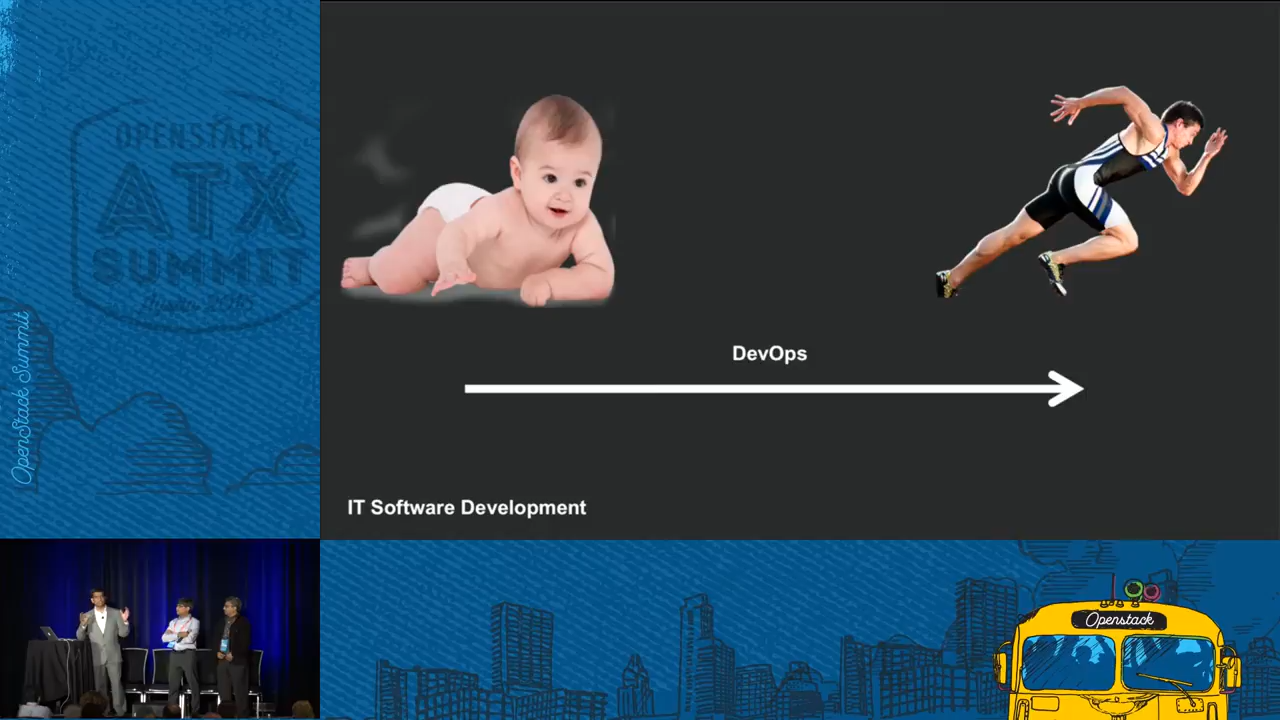 OPENSTACK
ATX
SUMMIT
OpenStack Summit
DevOps
IT Software Development
Openstack